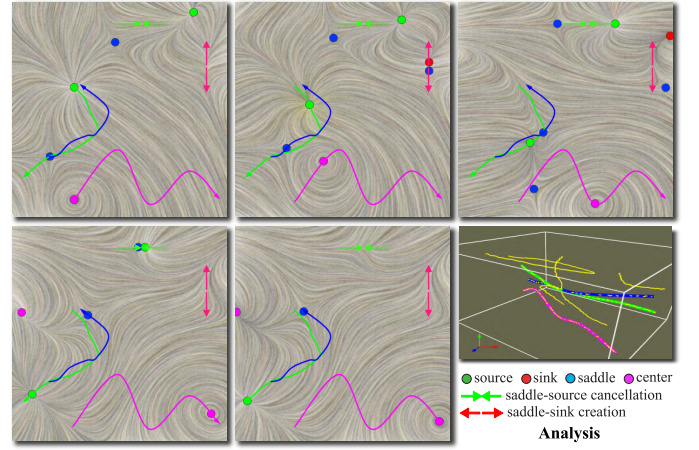 source sink saddle center
saddle-source cancellation
saddle-sink creation
Analysis